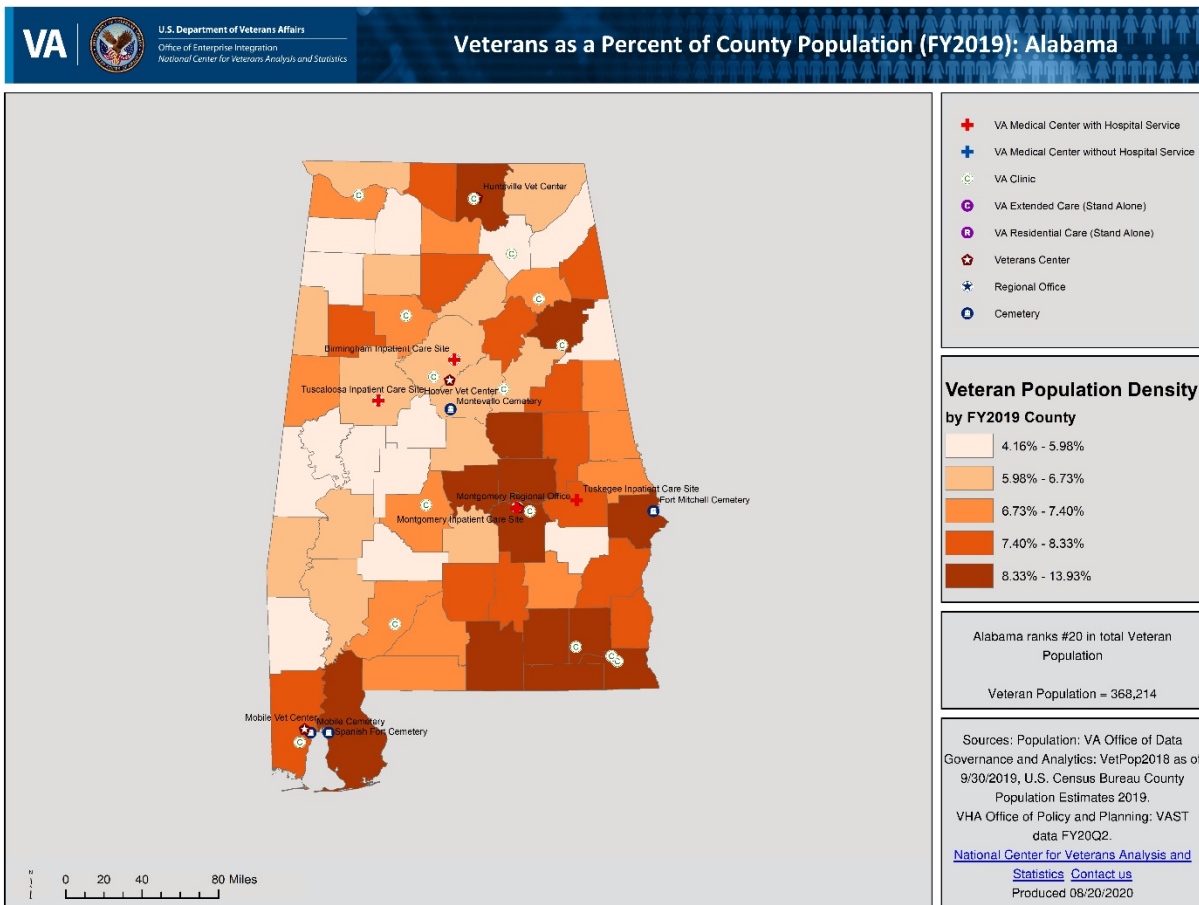 VA
U.S. Department of Veterans Affairs
Office of Enterprise Integration
National Center for Veterans Analysis and Statistics
Veterans as a Percent of County Population (FY2019): Alabama
Huntsville Vet Center
Birmingham Inpatient Care Site
Tuscaloosa Inpatient Care Site
Hoover Vet Center
Montevallo Cemetery
Tuskegee Inpatient Care Site
Montgomery Regional Office
Fort Mitchell Cemetery
Montgomery Inpatient Care Site
Mobile Vet Center
Mobile Cemetery
Spanish Fort Cemetery
0 20 40 80 Miles
VA Medical Center with Hospital Service
VA Medical Center without Hospital Service
C VA Clinic
C VA Extended Care (Stand Alone)
R VA Residential Care (Stand Alone)
Veterans Center
Regional Office
Cemetery
Veteran Population Density
by FY2019 County
4.16% - 5.98%
5.98% - 6.73%
6.73% - 7.40%
7.40% - 8.33%
8.33% - 13.93%
Alabama ranks #20 in total Veteran
Population
Veteran Population = 368,214
Sources: Population: VA Office of Data
Governance and Analytics: VetPop2018 as of
9/30/2019, U.S. Census Bureau County
Population Estimates 2019.
VHA Office of Policy and Planning: VAST
data FY20Q2.
National Center for Veterans Analysis and
Statistics Contact us
Produced 08/20/2020